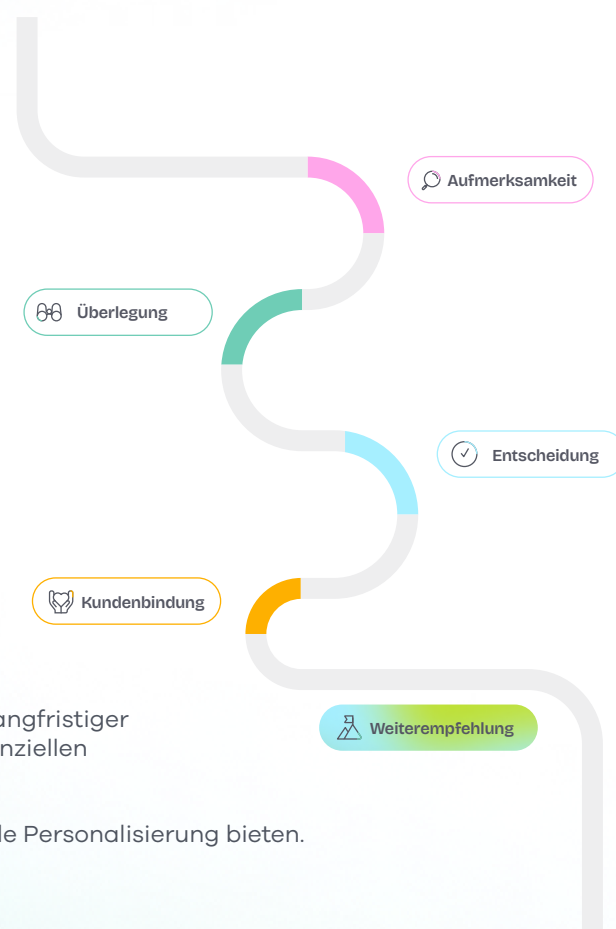 Aufmerksamkeit
Überlegung
Entscheidung
Kundenbindung
Weiterempfehlung
angfristiger
nziellen
le Personalisierung bieten.